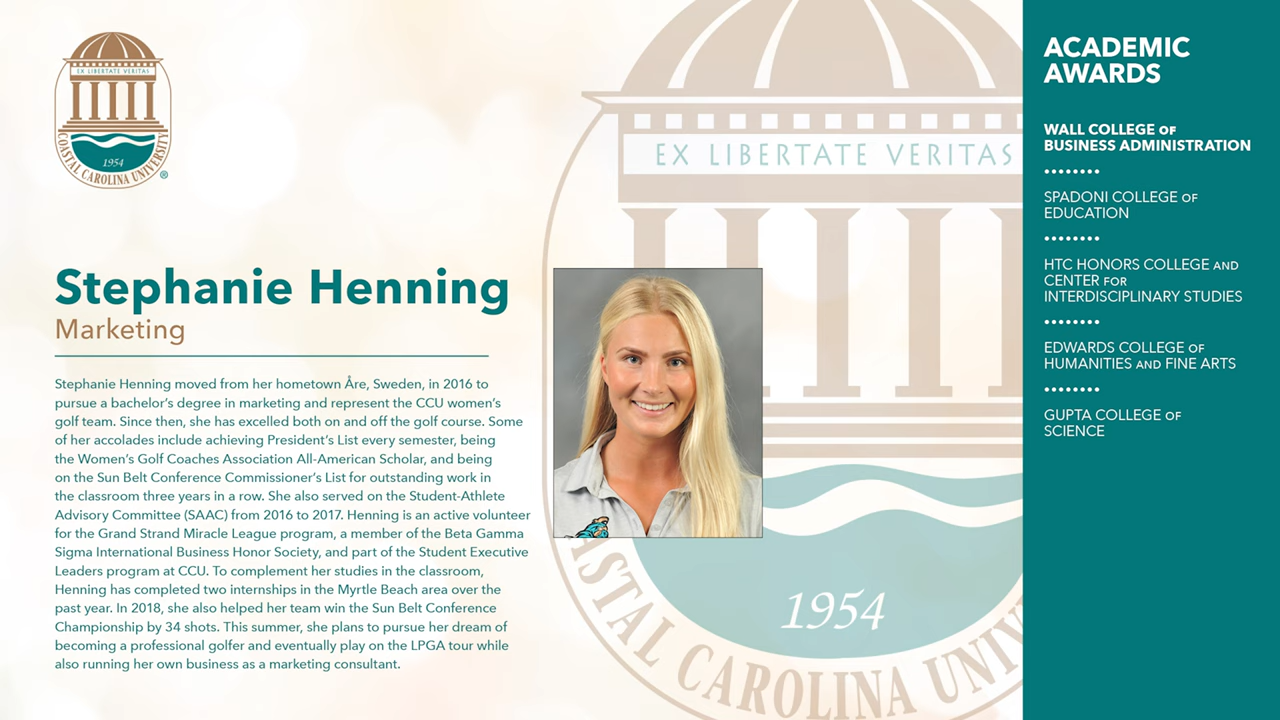 EX LIBERTATE VERITAS
COASTAL CAROLINA UNIVERSITY
1954
®
Stephanie Henning
Marketing
Stephanie Henning moved from her hometown Åre, Sweden, in 2016 to
pursue a bachelor’s degree in marketing and represent the CCU women’s
golf team. Since then, she has excelled both on and off the golf course. Some
of her accolades include achieving President’s List every semester, being
the Women’s Golf Coaches Association All-American Scholar, and being
on the Sun Belt Conference Commissioner’s List for outstanding work in
the classroom three years in a row. She also served on the Student-Athlete
Advisory Committee (SAAC) from 2016 to 2017. Henning is an active volunteer
for the Grand Strand Miracle League program, a member of the Beta Gamma
Sigma International Business Honor Society, and part of the Student Executive
Leaders program at CCU. To complement her studies in the classroom,
Henning has completed two internships in the Myrtle Beach area over the
past year. In 2018, she also helped her team win the Sun Belt Conference
Championship by 34 shots. This summer, she plans to pursue her dream of
becoming a professional golfer and eventually play on the LPGA tour while
also running her own business as a marketing consultant.
EX LIBERTATE VERITAS
1954
ASTAL CAROLINA UNIV
ACADEMIC
AWARDS
WALL COLLEGE OF
BUSINESS ADMINISTRATION
SPADONI COLLEGE OF
EDUCATION
HTC HONORS COLLEGE AND
CENTER FOR
INTERDISCIPLINARY STUDIES
EDWARDS COLLEGE OF
HUMANITIES AND FINE ARTS
GUPTA COLLEGE OF
SCIENCE